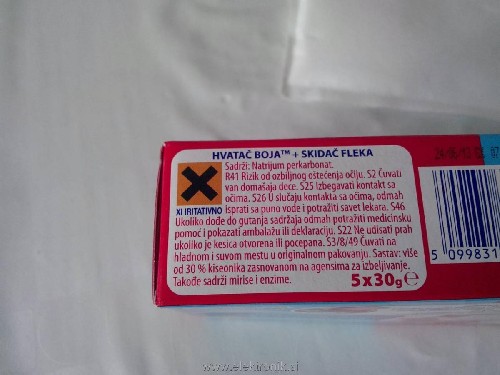 HVATAČ BOJA™ + SKIDAČ FLEKA
Sadrži: Natrijum perkarbonat.
R41 Rizik od ozbiljnog oštećenja očiju. S2 Čuvati
van domašaja dece. S25 Izbegavati kontakt sa
očima. S26 U slučaju kontakta sa očima, odmah
XI IRITATIVNO isprati sa puno vode i potražiti savet lekara. S46
Ukoliko dođe do gutanja sadržaja odmah potražiti medicinsku
pomoć i pokazati ambalažu ili deklaraciju. S22 Ne udisati prah
ukoliko je kesica otvorena ili pocepana. S3/8/49 Čuvati na
hladnom i suvom mestu u originalnom pakovanju. Sastav: više
od 30 % kiseonika zasnovanom na agensima za izbeljivanje.
Takođe sadrži mirise i enzime. 5x30g e
5 099831
www.elektronik.si